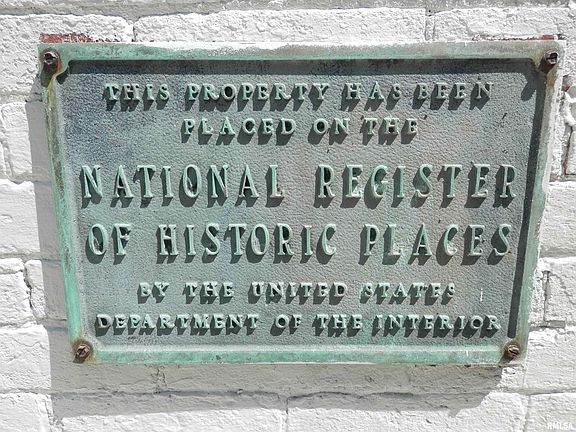 THIS PROPERTY HAS BEEN
PLACED ON THE
NATIONAL REGISTER
OF HISTORIC PLACES
BY THE UNITED STATES
DEPARTMENT OF THE INTERIOR
RMLSA